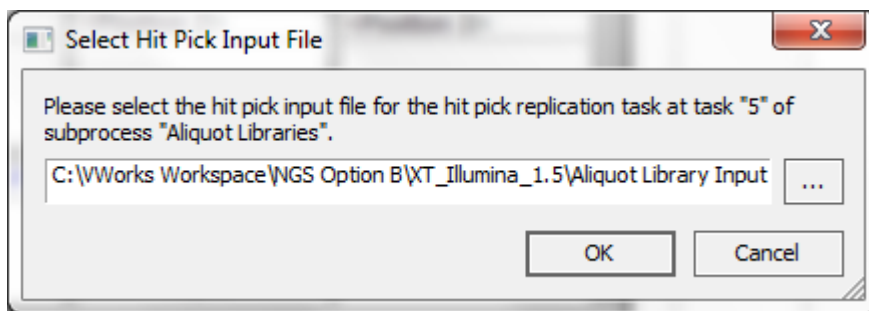 Select Hit Pick Input File
Please select the hit pick input file for the hit pick replication task at task "5" of
subprocess "Aliquot Libraries".
C:\VWorks Workspace\NGS Option B\XT_Illumina_1.5\Aliquot Library Input
...
OK
Cancel